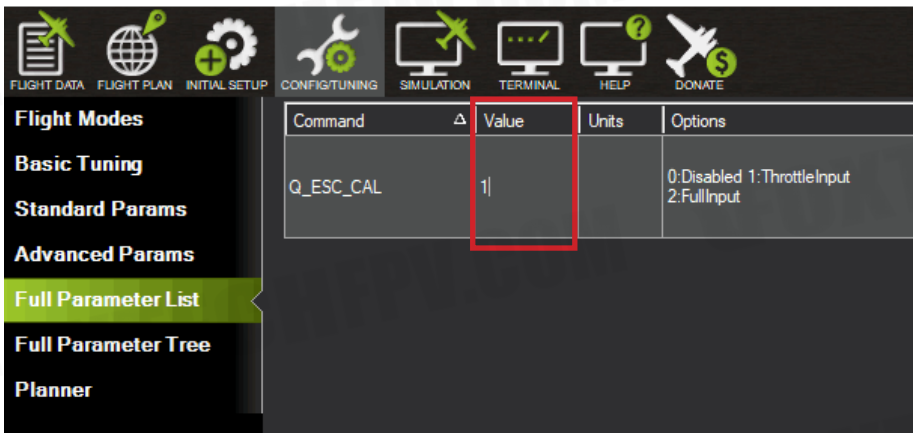 FLIGHT DATA FLIGHT PLAN INITIAL SETUP CONFIG/TUNING SIMULATION TERMINAL HELP DONATE
Flight Modes
Basic Tuning
Standard Params
Advanced Params
Full Parameter List
Full Parameter Tree
Planner
Command Value Units Options
Q_ESC_CAL 1 0:Disabled 1:ThrottleInput
2:FullInput